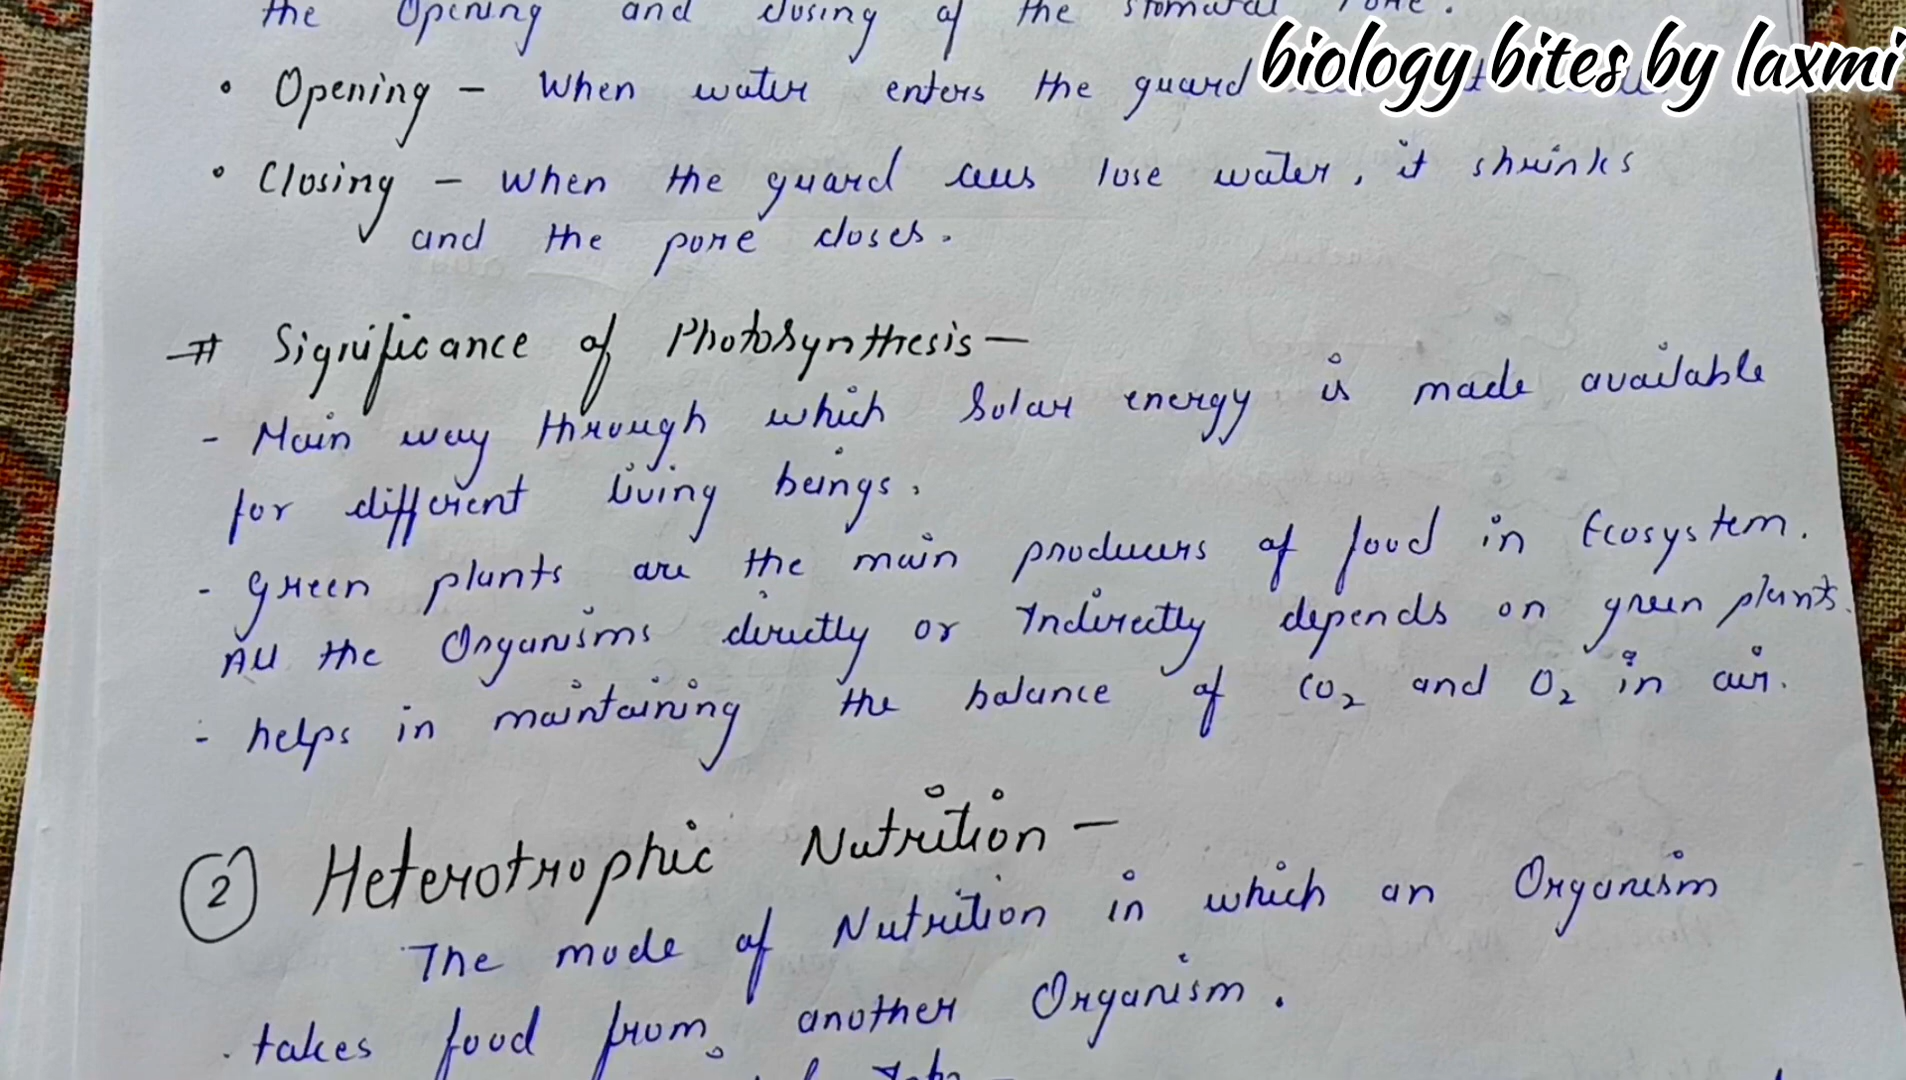 the Opening and closing of the stomatal Pore.
biology bites by laxmi
• Opening - When water enters the guard
• Closing - When the guard cells lose water, it shrinks
and the pore closes.
# Significance of Photosynthesis-
- Main way through which Solar energy is made available
for different living beings.
- Green plants are the main producers of food in Ecosystem.
All the Organisms directly or Indirectly depends on green plants.
- helps in maintaining the balance of CO₂ and O₂ in air.
② Heterotrophic Nutrition-
The mode of Nutrition in which an Organism
takes food from another Organism.